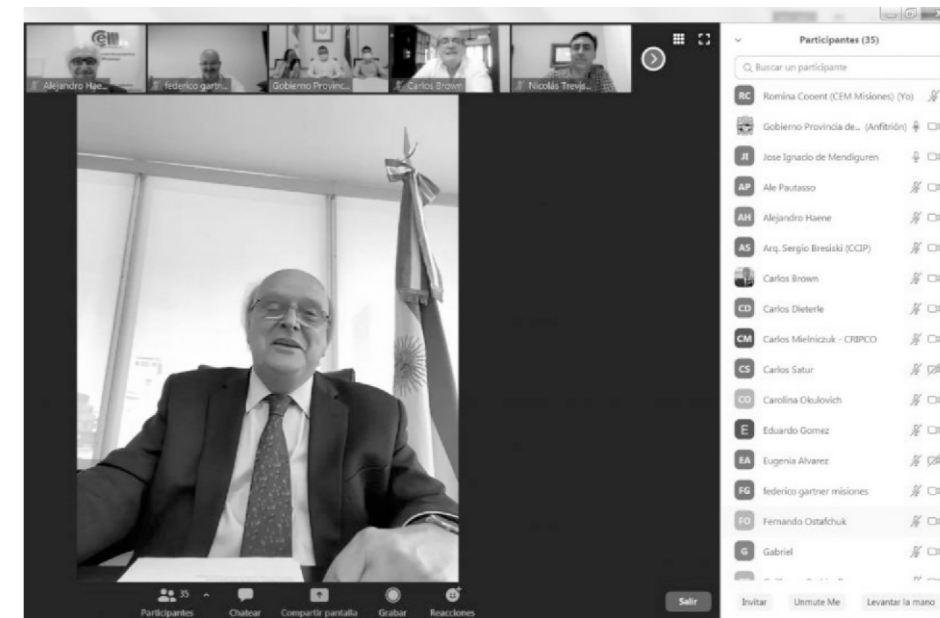 CEM
Alejandro Hae...
federico gartn...
Gobierno Provinc...
Carlos Brown
Nicolás Trevis...
Participantes (35)
Buscar un participante
RC Romina Cooent (CEM Misiones) (Yo)
Gobierno Provincia de... (Anfitrión)
JI Jose Ignacio de Mendiguren
AP Ale Pautasso
AH Alejandro Haene
AS Arq. Sergio Bresiski (CCIP)
Carlos Brown
CD Carlos Dieterle
CM Carlos Mielniczuk - CRIPCO
CS Carlos Satur
CO Carolina Okulovich
E Eduardo Gomez
EA Eugenia Alvarez
FG federico gartner misiones
FO Fernando Ostafchuk
G Gabriel
35
Participantes
Chatear
Compartir pantalla
Grabar
Reacciones
Salir
Invitar
Unmute Me
Levantar la mano